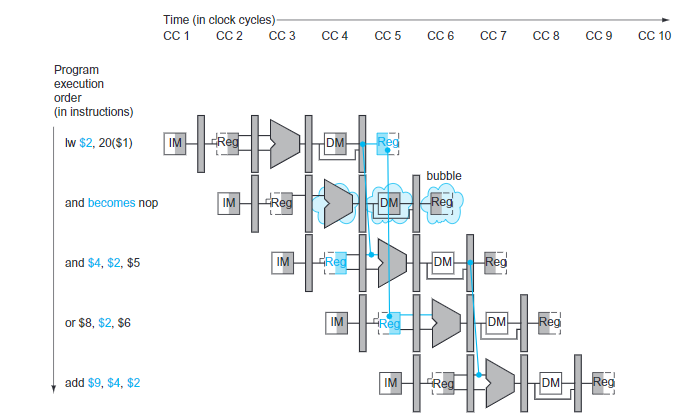 Time (in clock cycles)
CC 1 CC 2 CC 3 CC 4 CC 5 CC 6 CC 7 CC 8 CC 9 CC 10
Program
execution
order
(in instructions)
lw $2, 20($1) IM Reg DM Reg
bubble
and becomes nop IM Reg DM Reg
and $4, $2, $5 IM Reg DM Reg
or $8, $2, $6 IM Reg DM Reg
add $9, $4, $2 IM Reg DM Reg